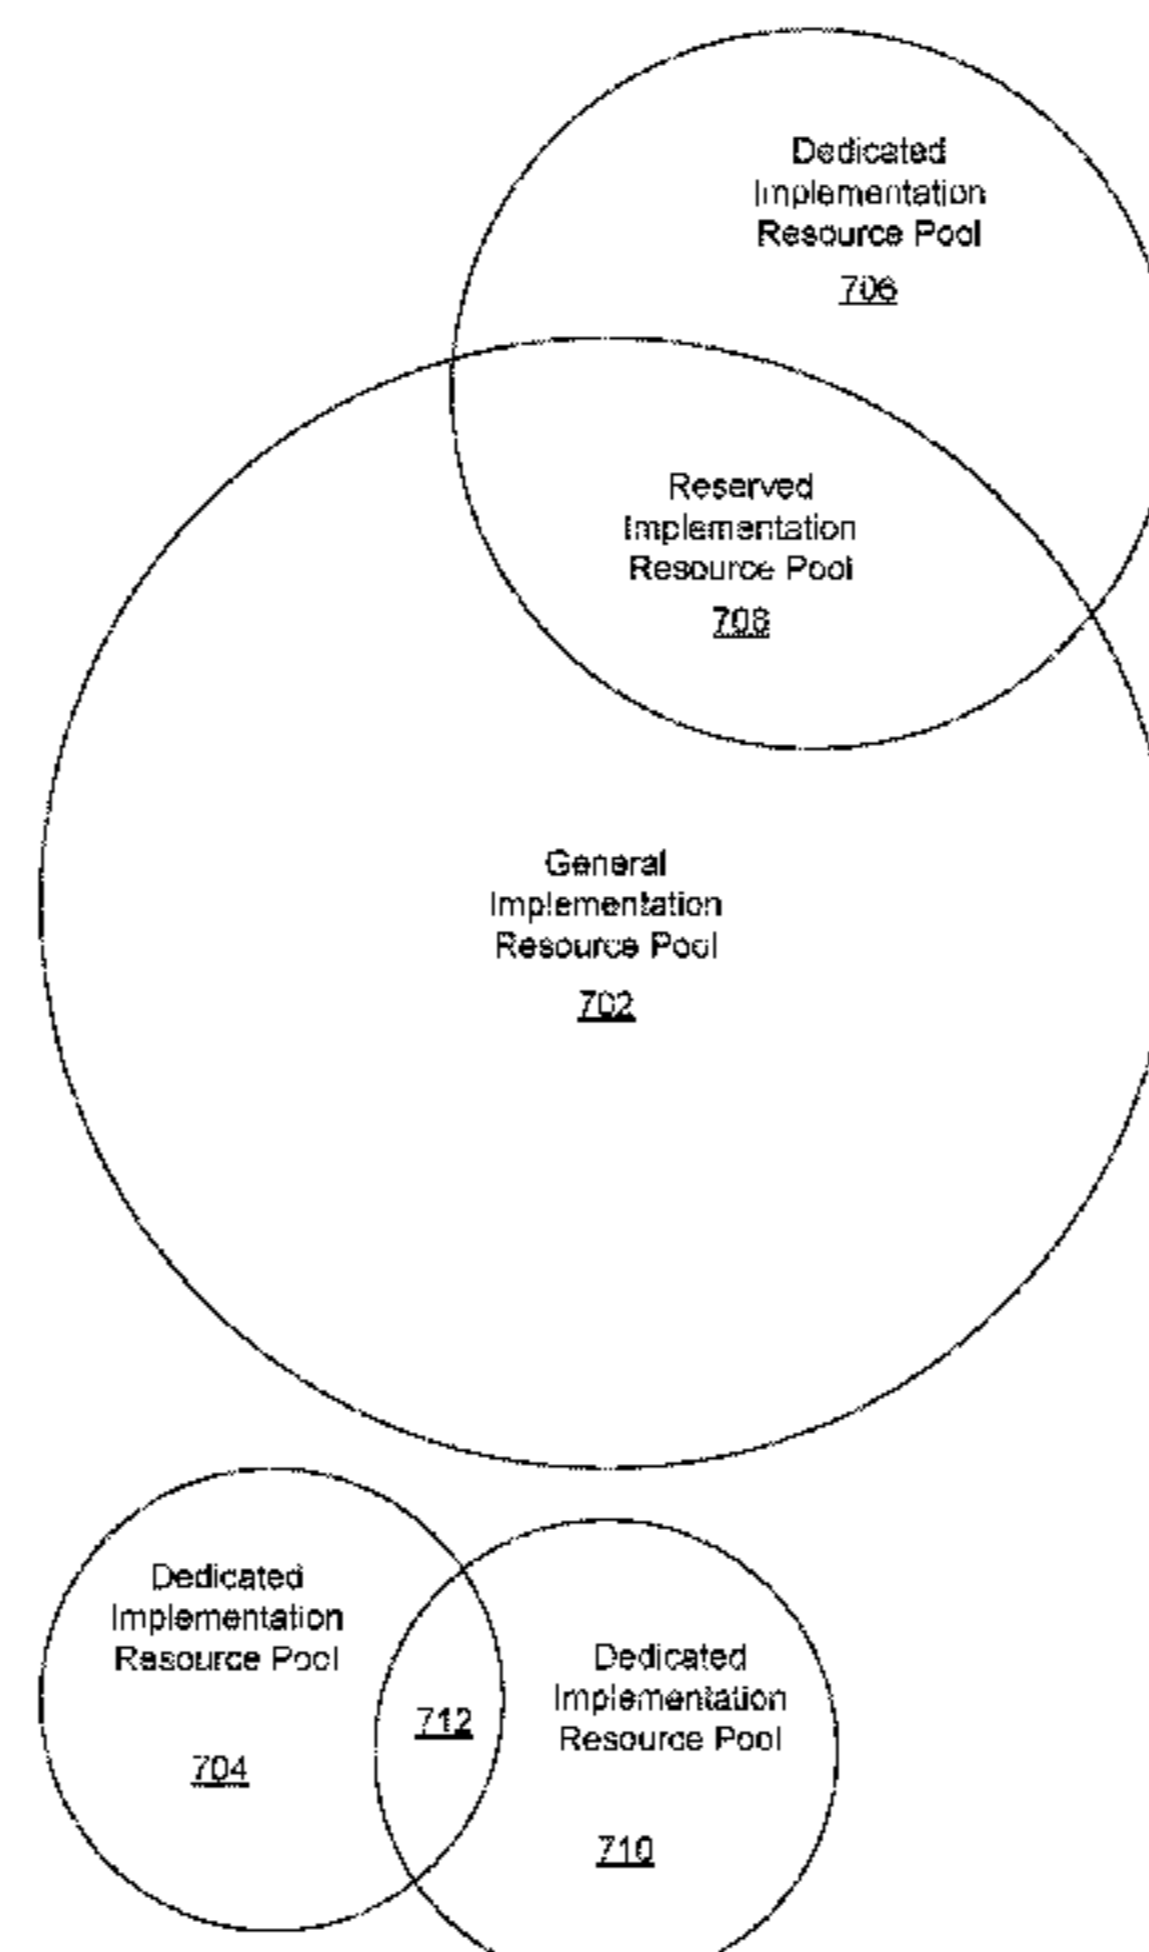 Dedicated
Implementation
Resource Pool
706
Reserved
Implementation
Resource Pool
708
General
Implementation
Resource Pool
702
Dedicated
Implementation
Resource Pool
704
712
Dedicated
Implementation
Resource Pool
710